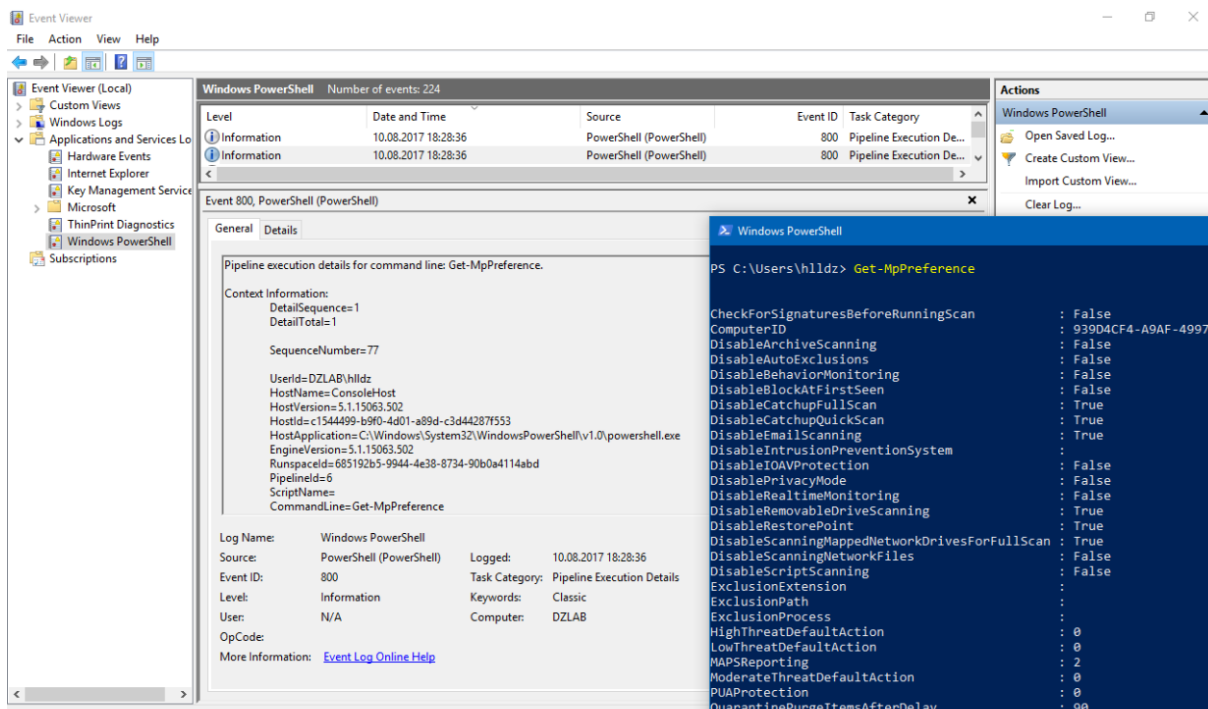 Event Viewer
File Action View Help
Event Viewer (Local)
Custom Views
Windows Logs
Applications and Services Lo
Hardware Events
Internet Explorer
Key Management Service
Microsoft
ThinPrint Diagnostics
Windows PowerShell
Subscriptions
Windows PowerShell Number of events: 224
Level Date and Time Source Event ID Task Category
Information 10.08.2017 18:28:36 PowerShell (PowerShell) 800 Pipeline Execution De...
Information 10.08.2017 18:28:36 PowerShell (PowerShell) 800 Pipeline Execution De...
Event 800, PowerShell (PowerShell)
General Details
Pipeline execution details for command line: Get-MpPreference.
Context Information:
DetailSequence=1
DetailTotal=1
SequenceNumber=77
UserId=DZLAB\hlldz
HostName=ConsoleHost
HostVersion=5.1.15063.502
HostId=c1544499-b9f0-4d01-a89d-c3d44287f553
HostApplication=C:\Windows\System32\WindowsPowerShell\v1.0\powershell.exe
EngineVersion=5.1.15063.502
RunspaceId=685192b5-9944-4e38-8734-90b0a4114abd
PipelineId=6
ScriptName=
CommandLine=Get-MpPreference
Log Name: Windows PowerShell
Source: PowerShell (PowerShell) Logged: 10.08.2017 18:28:36
Event ID: 800 Task Category: Pipeline Execution Details
Level: Information Keywords: Classic
User: N/A Computer: DZLAB
OpCode:
More Information: Event Log Online Help
Actions
Windows PowerShell
Open Saved Log...
Create Custom View...
Import Custom View...
Clear Log...
Windows PowerShell
PS C:\Users\hlldz> Get-MpPreference
CheckForSignaturesBeforeRunningScan : False
ComputerID : 939D4CF4-A9AF-4997
DisableArchiveScanning : False
DisableAutoExclusions : False
DisableBehaviorMonitoring : False
DisableBlockAtFirstSeen : False
DisableCatchupFullScan : True
DisableCatchupQuickScan : True
DisableEmailScanning : True
DisableIntrusionPreventionSystem :
DisableIOAVProtection : False
DisablePrivacyMode : False
DisableRealtimeMonitoring : False
DisableRemovableDriveScanning : True
DisableRestorePoint : True
DisableScanningMappedNetworkDrivesForFullScan : True
DisableScanningNetworkFiles : False
DisableScriptScanning : False
ExclusionExtension :
ExclusionPath :
ExclusionProcess :
HighThreatDefaultAction : 0
LowThreatDefaultAction : 0
MAPSReporting : 2
ModerateThreatDefaultAction : 0
PUAProtection : 0
QuarantinePurgeItemsAfterDelay : 90